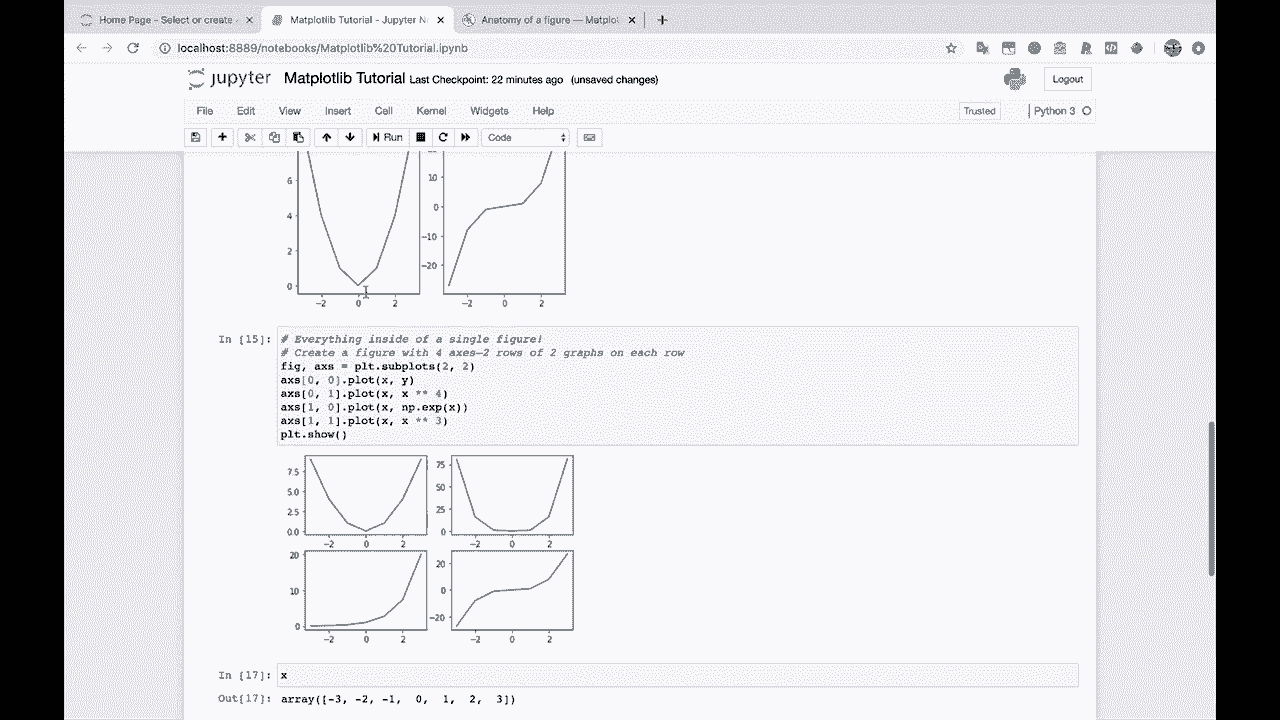 Home Page - Select or create
Matplotlib Tutorial - Jupyter N
Anatomy of a figure — Matplot
localhost:8889/notebooks/Matplotlib%20Tutorial.ipynb
jupyter Matplotlib Tutorial Last Checkpoint: 22 minutes ago (unsaved changes) Logout
File Edit View Insert Cell Kernel Widgets Help Trusted Python 3
Run Code
6 4 2 0
−2 0 2
10 0 −10 −20
−2 0 2
In [15]:
# Everything inside of a single figure!
# Create a figure with 4 axes—2 rows of 2 graphs on each row
fig, axs = plt.subplots(2, 2)
axs[0, 0].plot(x, y)
axs[0, 1].plot(x, x ** 4)
axs[1, 0].plot(x, np.exp(x))
axs[1, 1].plot(x, x ** 3)
plt.show()
7.5 5.0 2.5 0.0
−2 0 2
75 50 25 0
−2 0 2
20 10 0
−2 0 2
20 0 −20
−2 0 2
In [17]: x
Out[17]: array([-3, -2, -1, 0, 1, 2, 3])